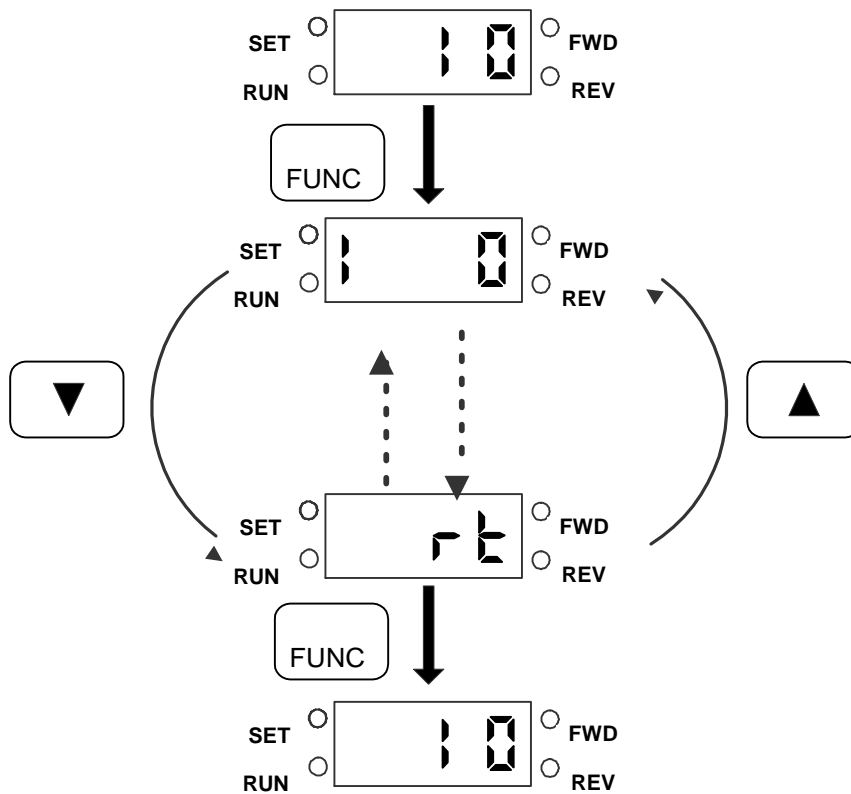 SET 10 FWD
RUN REV
FUNC
SET 1 0 FWD
RUN REV
▼ ▲
SET rt FWD
RUN REV
FUNC
SET 10 FWD
RUN REV